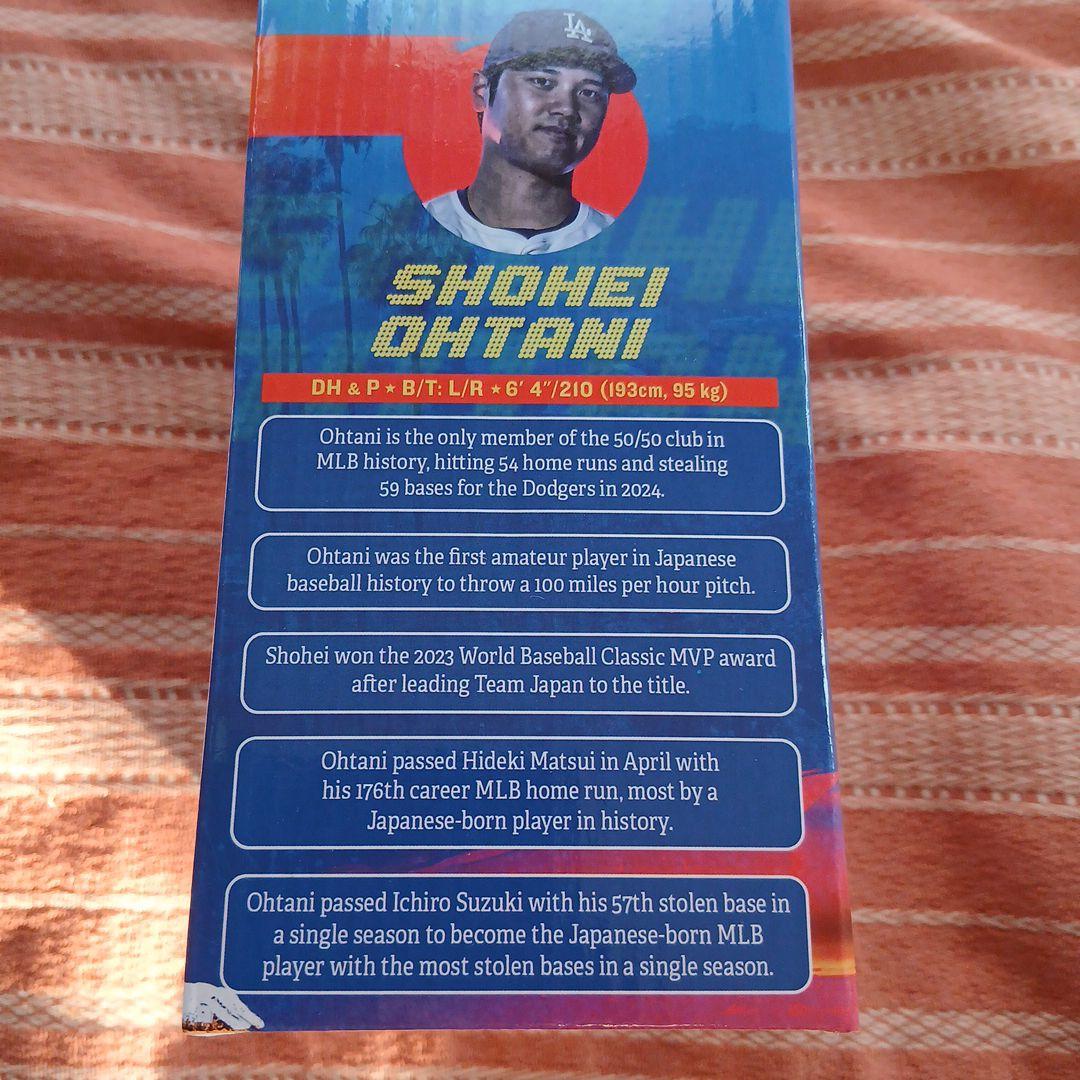 LA
SHOHEI
OHTANI
DH & P ★ B/T: L/R ★ 6' 4"/210 (193cm, 95 kg)
Ohtani is the only member of the 50/50 club in
MLB history, hitting 54 home runs and stealing
59 bases for the Dodgers in 2024.
Ohtani was the first amateur player in Japanese
baseball history to throw a 100 miles per hour pitch.
Shohei won the 2023 World Baseball Classic MVP award
after leading Team Japan to the title.
Ohtani passed Hideki Matsui in April with
his 176th career MLB home run, most by a
Japanese-born player in history.
Ohtani passed Ichiro Suzuki with his 57th stolen base in
a single season to become the Japanese-born MLB
player with the most stolen bases in a single season.